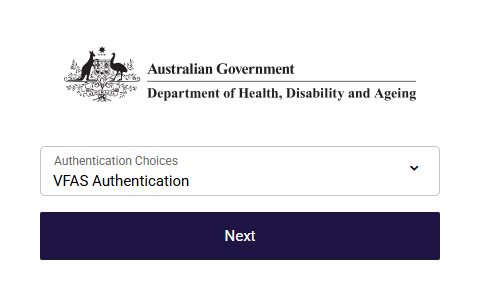 Australian Government
Department of Health, Disability and Ageing
Authentication Choices
VFAS Authentication
Next